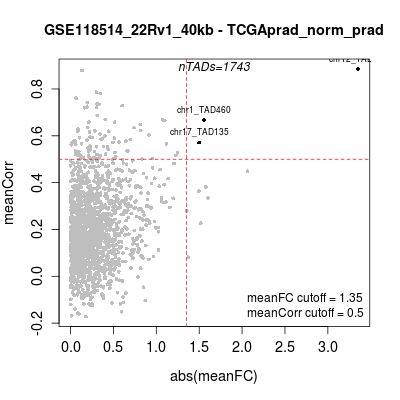 GSE118514_22Rv1_40kb - TCGAprad_norm_prad
nTADs=1743
chr1_TAD460
chr17_TAD135
meanCorr
0.8
0.6
0.4
0.2
0.0
-0.2
meanFC cutoff = 1.35
meanCorr cutoff = 0.5
0.0 0.5 1.0 1.5 2.0 2.5 3.0
abs(meanFC)